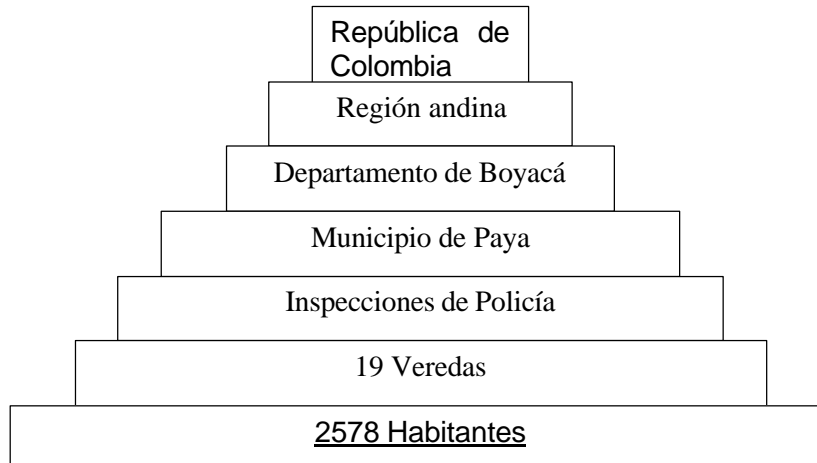 República de
Colombia
Región andina
Departamento de Boyacá
Municipio de Paya
Inspecciones de Policía
19 Veredas
2578 Habitantes